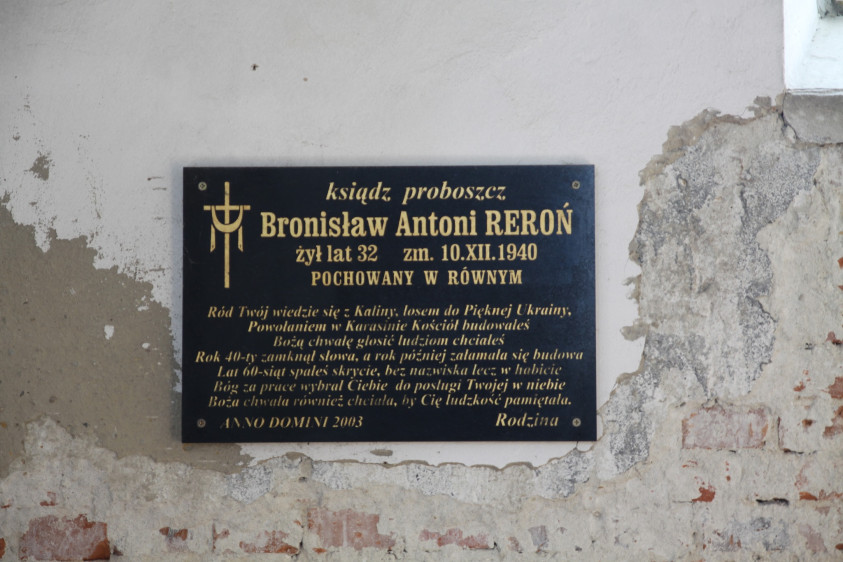 ksiądz proboszcz
Bronisław Antoni REROŃ
żył lat 32 zm. 10.XII.1940
POCHOWANY W RÓWNYM
Ród Twój wiedzie się z Kaliny, losem do Pięknej Ukrainy,
Powołaniem w Karasinie Kościół budowałeś
Bożą chwałę głosić ludziom chciałeś
Rok 40-ty zamknął słowa, a rok później załamała się budowa
Lat 60-siąt spałeś skrycie, bez nazwiska lecz w habicie
Bóg za prace wybrał Ciebie do posługi Twojej w niebie
Boża chwała również chciała, by Cię ludzkość pamiętała.
ANNO DOMINI 2003 Rodzina